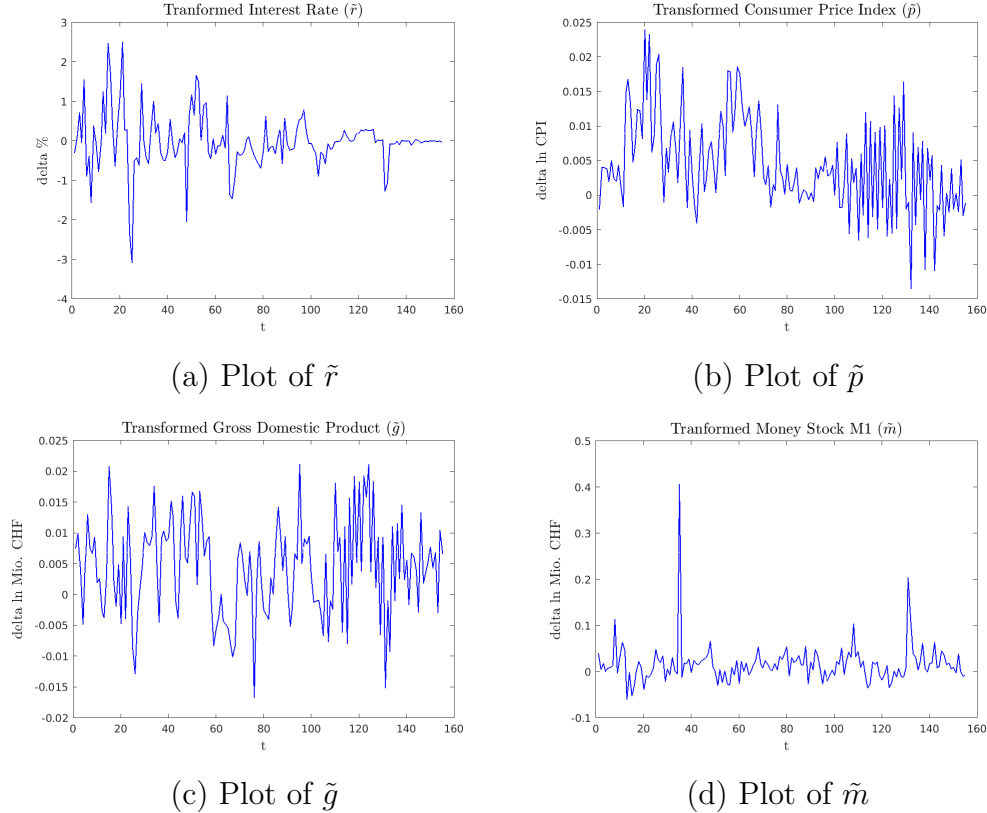 Tranformed Interest Rate (r̃)
3
2
1
0
-1
-2
-3
-4
delta %
0 20 40 60 80 100 120 140 160
t
(a) Plot of r̃
Transformed Consumer Price Index (p̃)
0.025
0.02
0.015
0.01
0.005
0
-0.005
-0.01
-0.015
delta ln CPI
0 20 40 60 80 100 120 140 160
t
(b) Plot of p̃
Transformed Gross Domestic Product (g̃)
0.025
0.02
0.015
0.01
0.005
0
-0.005
-0.01
-0.015
-0.02
delta ln Mio. CHF
0 20 40 60 80 100 120 140 160
t
(c) Plot of g̃
Tranformed Money Stock M1 (m̃)
0.5
0.4
0.3
0.2
0.1
0
-0.1
delta ln Mio. CHF
0 20 40 60 80 100 120 140 160
t
(d) Plot of m̃